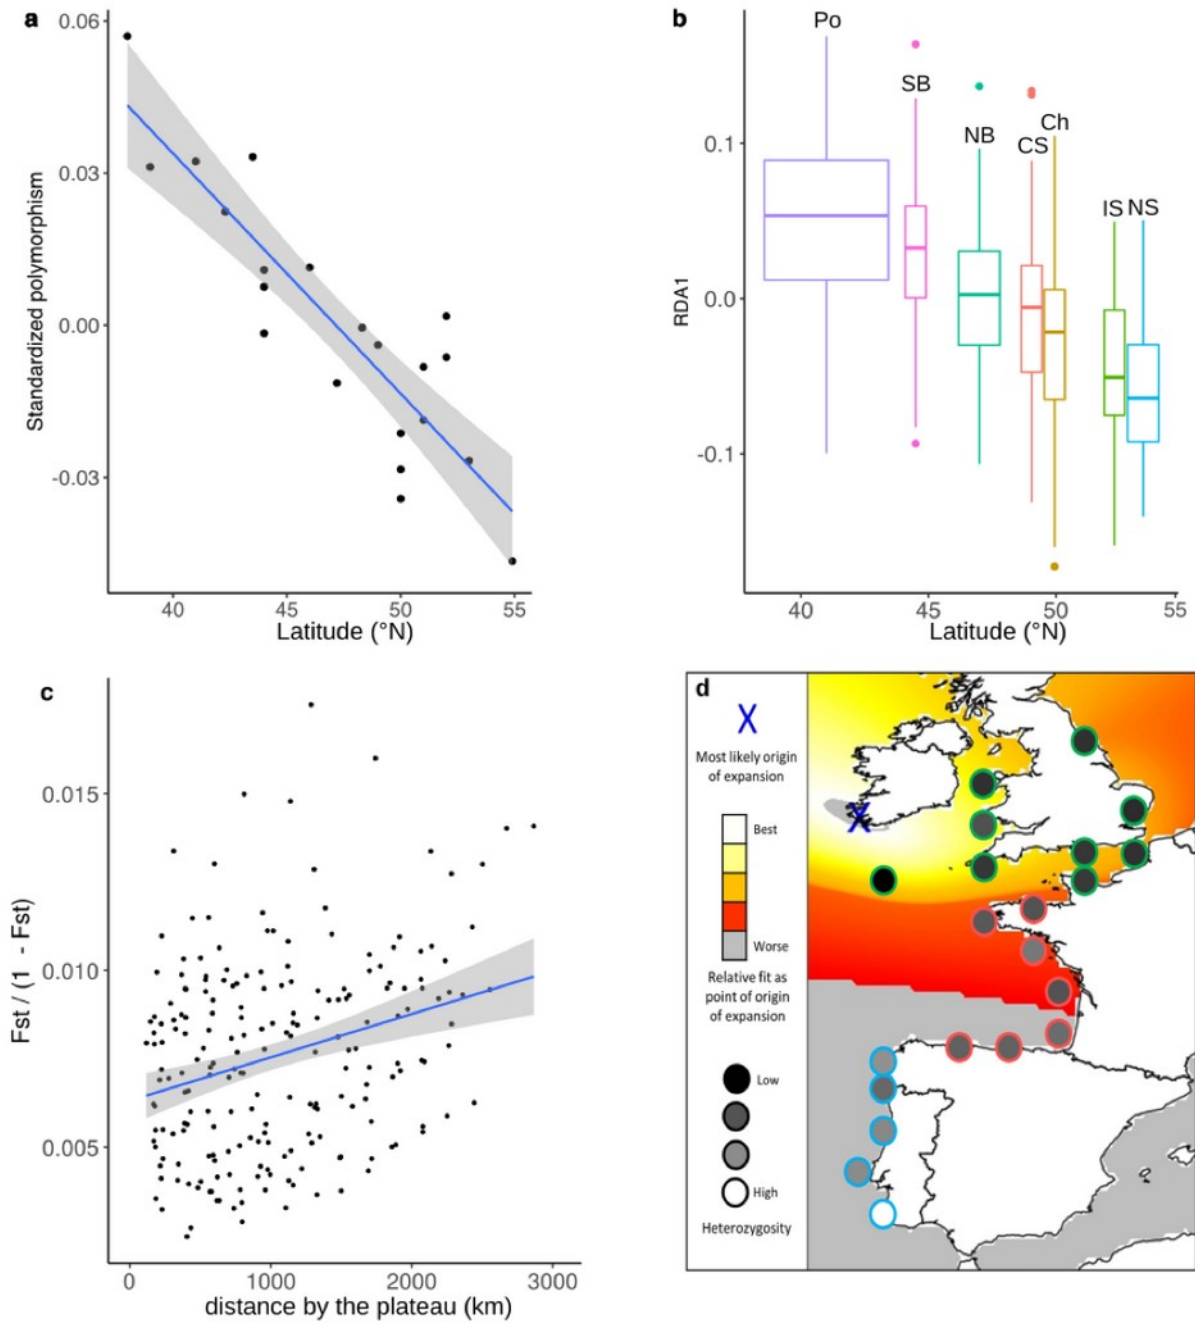 a
0.06
0.03
0.00
-0.03
Standardized polymorphism
40 45 50 55
Latitude (°N)
b
Po
SB
NB
CS
Ch
IS NS
0.1
0.0
-0.1
RDA1
40 45 50 55
Latitude (°N)
c
0.015
0.010
0.005
Fst / (1 - Fst)
0 1000 2000 3000
distance by the plateau (km)
d
X
Most likely origin
of expansion
Best
Worse
Relative fit as
point of origin
of expansion
Low
High
Heterozygosity
X